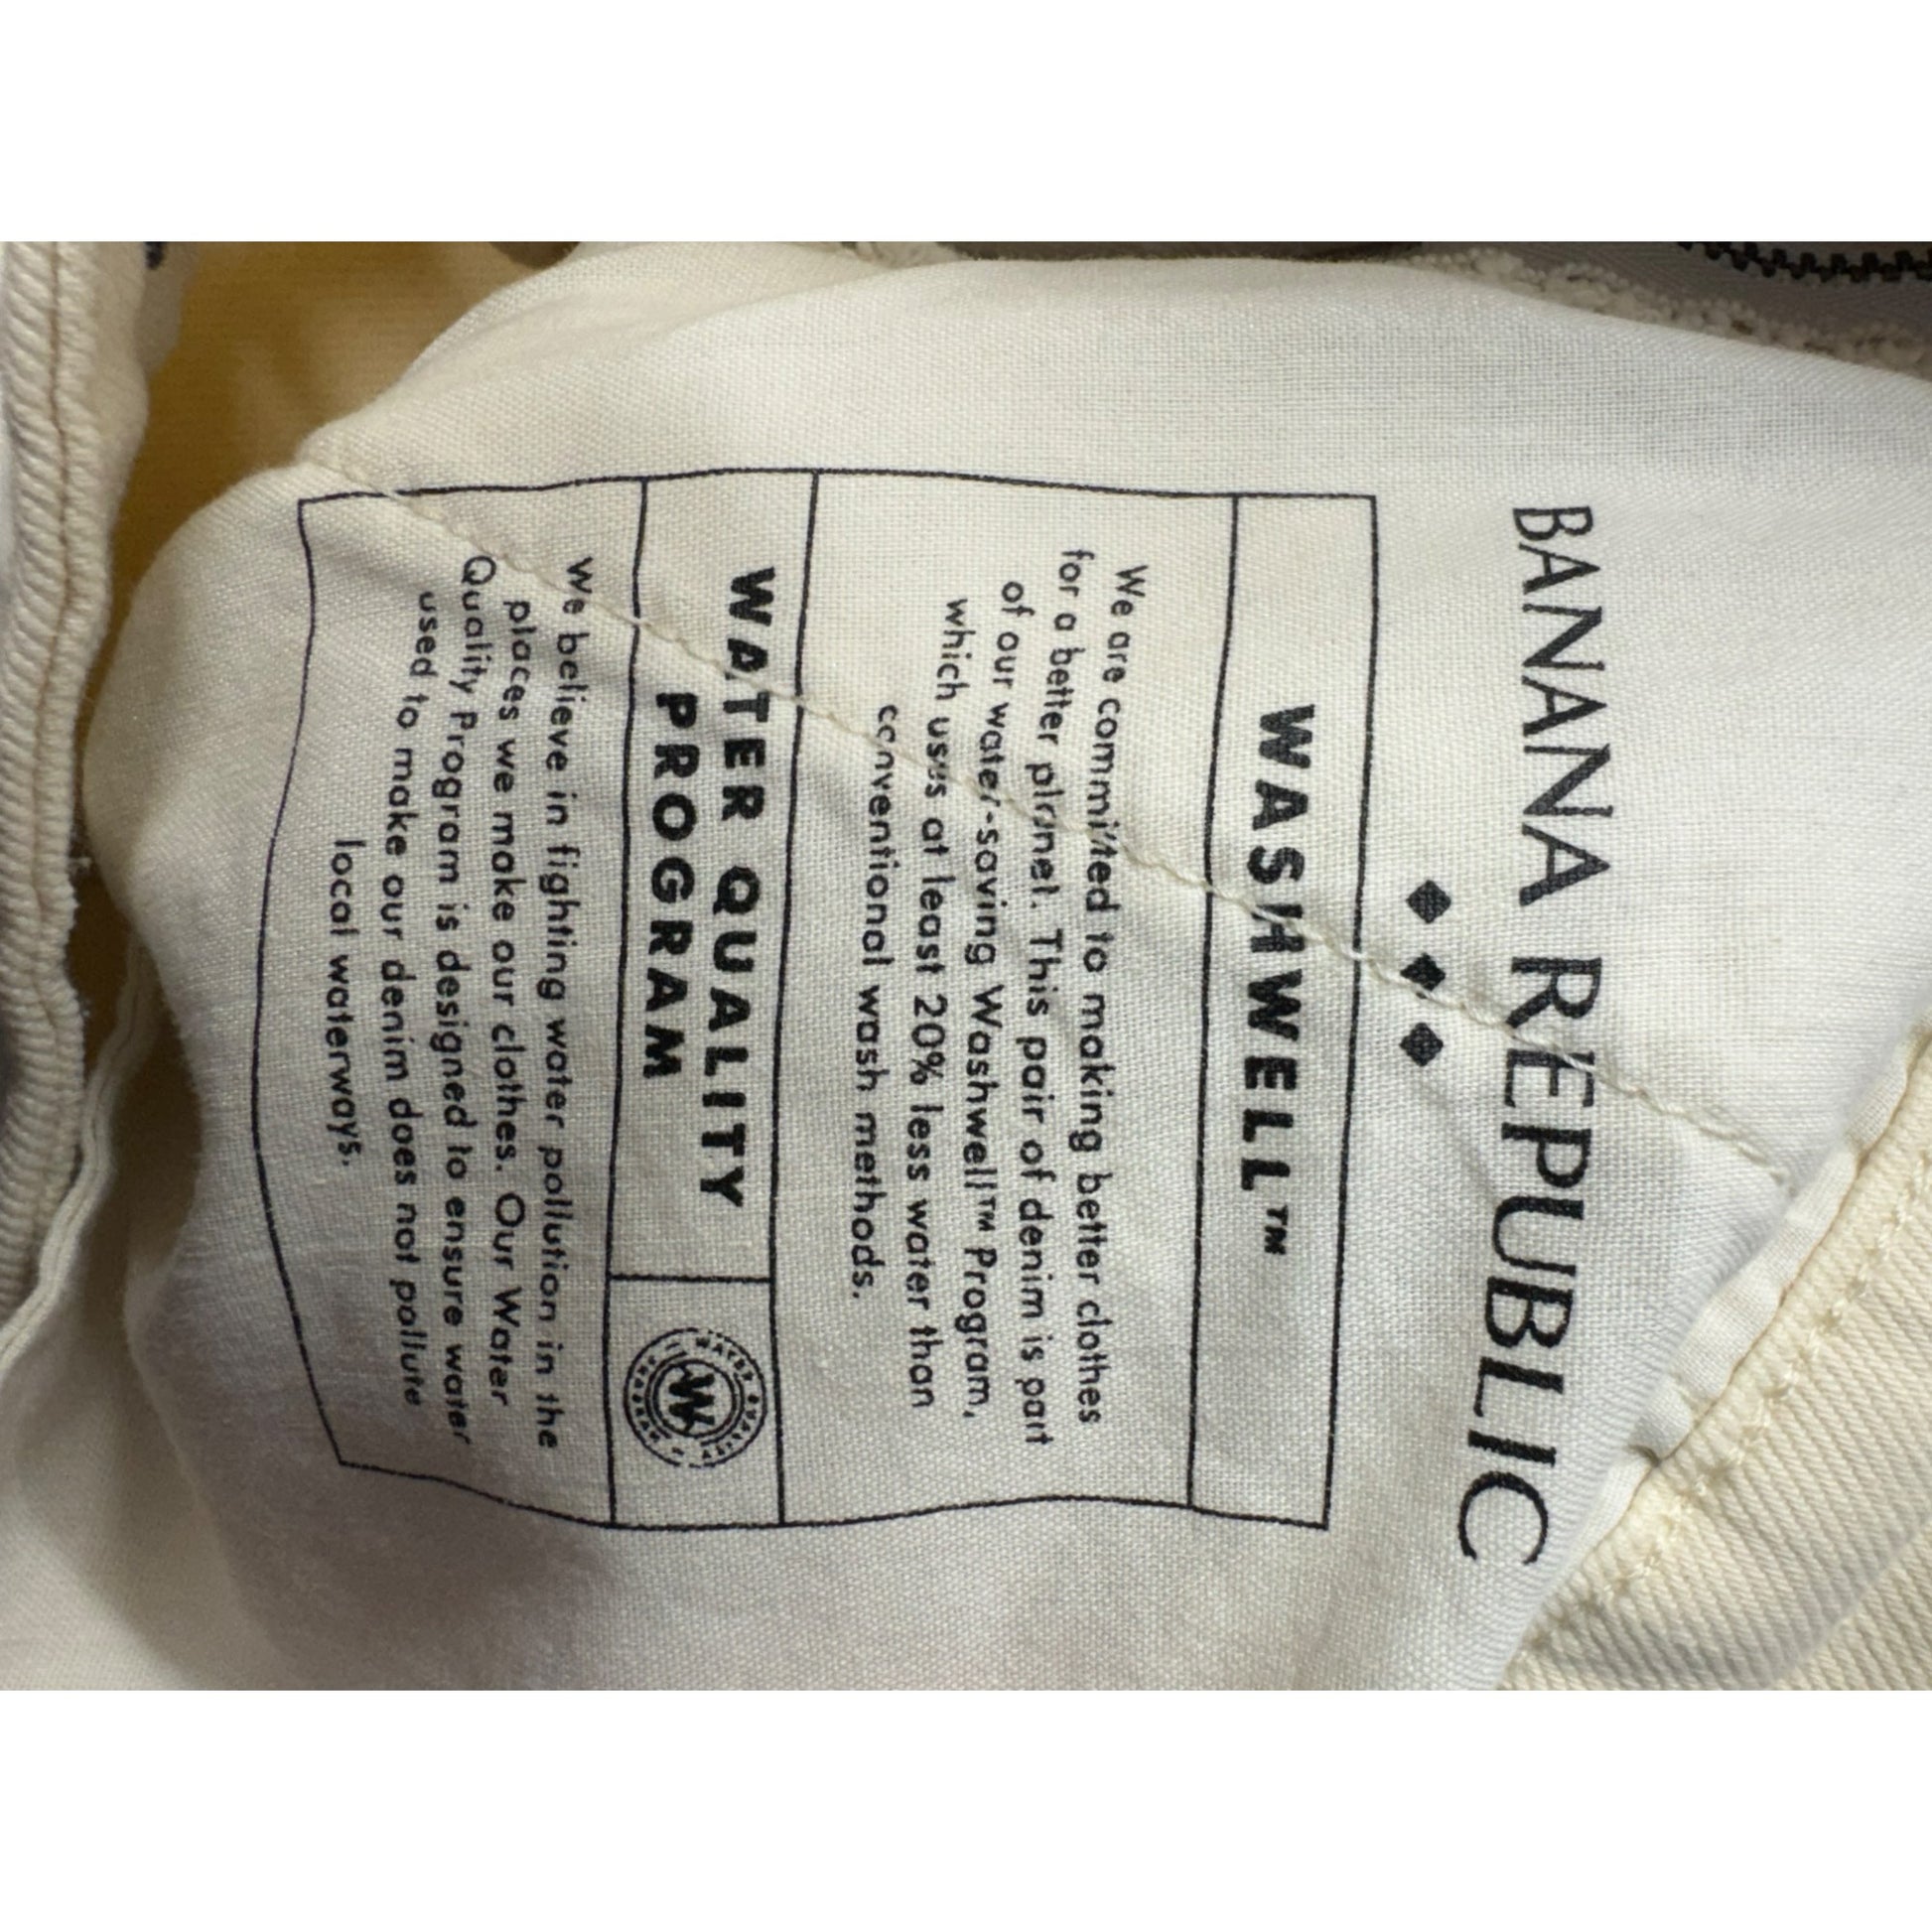 BANANA REPUBLIC
WASHWELL™
We are committed to making better clothes
for a better planet. This pair of denim is part
of our water-saving Washwell™ Program,
which uses at least 20% less water than
conventional wash methods.
WATER QUALITY
PROGRAM
WATER QUALITY PROGRAM
W
We believe in fighting water pollution in the
places we make our clothes. Our Water
Quality Program is designed to ensure water
used to make our denim does not pollute
local waterways.